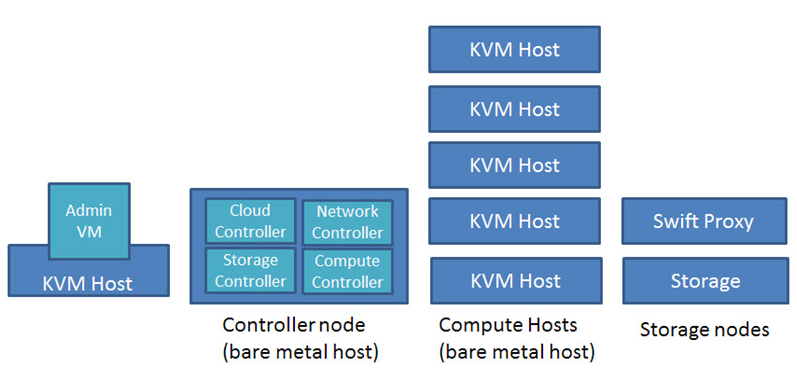 Admin
VM
KVM Host
Cloud
Controller
Network
Controller
Storage
Controller
Compute
Controller
Controller node
(bare metal host)
KVM Host
KVM Host
KVM Host
KVM Host
KVM Host
Compute Hosts
(bare metal host)
Swift Proxy
Storage
Storage nodes